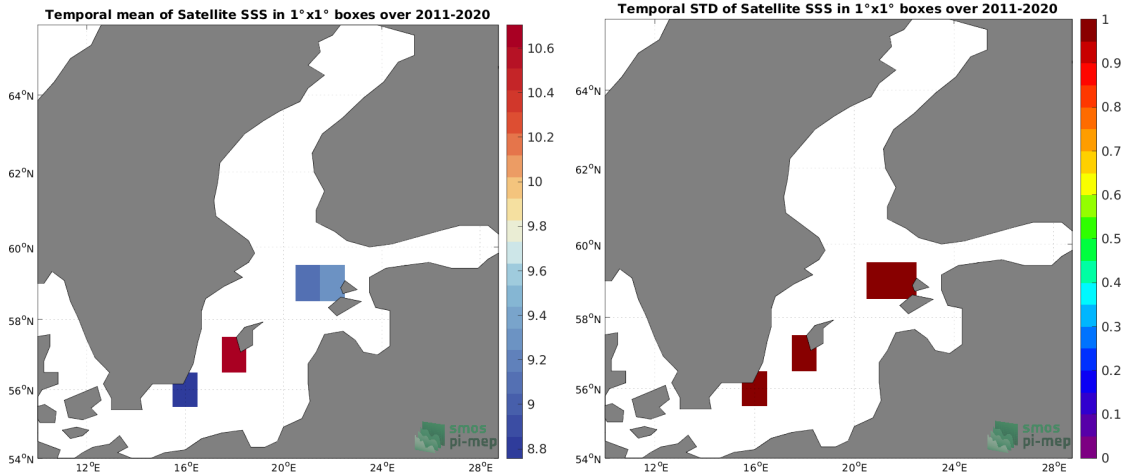 Temporal mean of Satellite SSS in 1°x1° boxes over 2011-2020
64°N
62°N
60°N
58°N
56°N
54°N
12°E
16°E
20°E
24°E
28°E
10.6
10.4
10.2
10
9.8
9.6
9.4
9.2
9
8.8
smos
pi-mep
Temporal STD of Satellite SSS in 1°x1° boxes over 2011-2020
64°N
62°N
60°N
58°N
56°N
54°N
12°E
16°E
20°E
24°E
28°E
1
0.9
0.8
0.7
0.6
0.5
0.4
0.3
0.2
0.1
0
smos
pi-mep